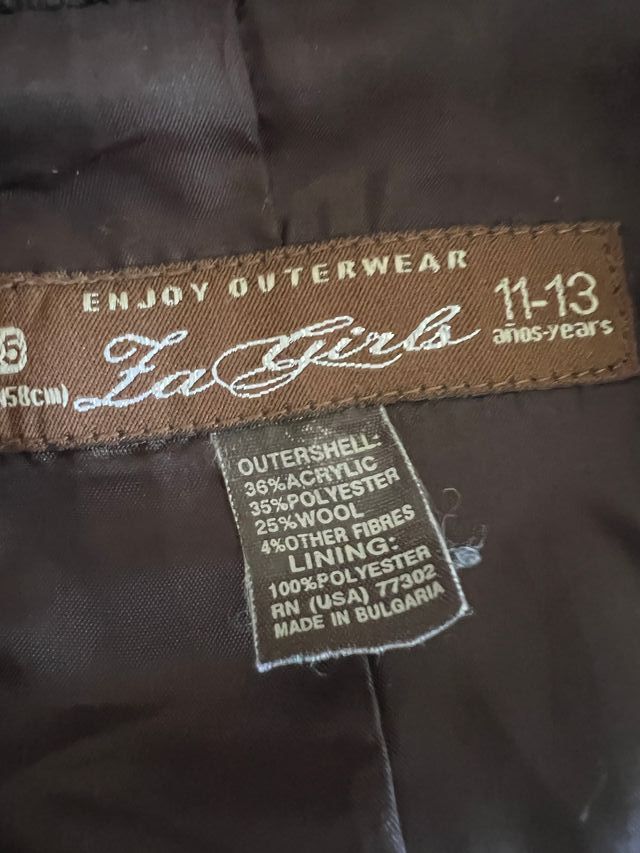 ENJOY OUTERWEAR
Za Girls
11-13
años-years
58cm)
OUTERSHELL-
36%ACRYLIC
35%POLYESTER
25%WOOL
4%OTHER FIBRES
LINING:
100%POLYESTER
RN (USA) 77302
MADE IN BULGARIA